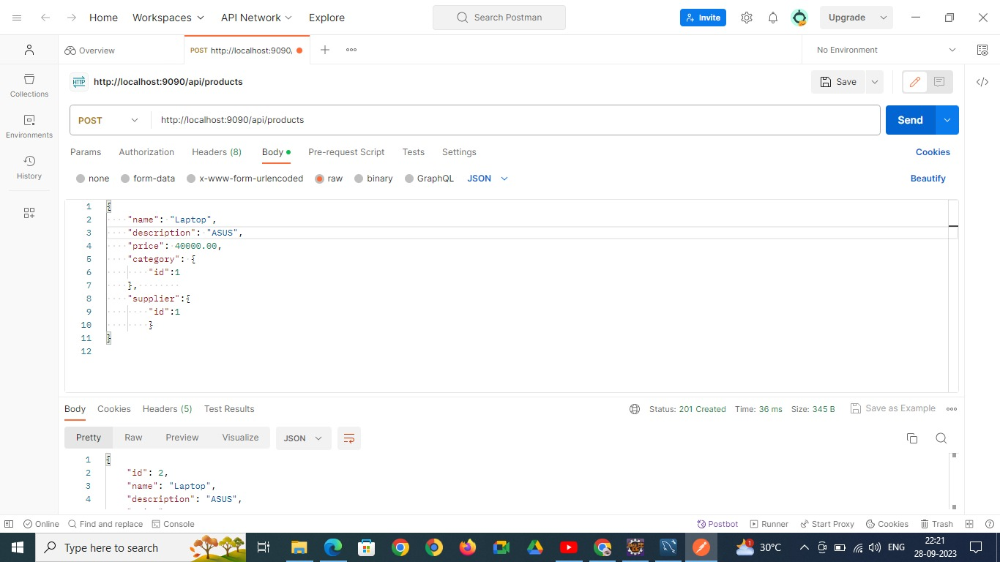 Home Workspaces API Network Explore Search Postman Invite Upgrade
Overview POST http://localhost:9090, No Environment
HTTP http://localhost:9090/api/products Save
Collections
Environments
History
POST http://localhost:9090/api/products Send
Params Authorization Headers (8) Body Pre-request Script Tests Settings Cookies
none form-data x-www-form-urlencoded raw binary GraphQL JSON Beautify
1 {
2 "name": "Laptop",
3 "description": "ASUS",
4 "price": 40000.00,
5 "category": {
6 "id":1
7 },
8 "supplier":{
9 "id":1
10 }
11 }
12
Body Cookies Headers (5) Test Results Status: 201 Created Time: 36 ms Size: 345 B Save as Example
Pretty Raw Preview Visualize JSON
1 {
2 "id": 2,
3 "name": "Laptop",
4 "description": "ASUS",
Online Find and replace Console Postbot Runner Start Proxy Cookies Trash
Type here to search 1 30°C ENG 22:21
28-09-2023